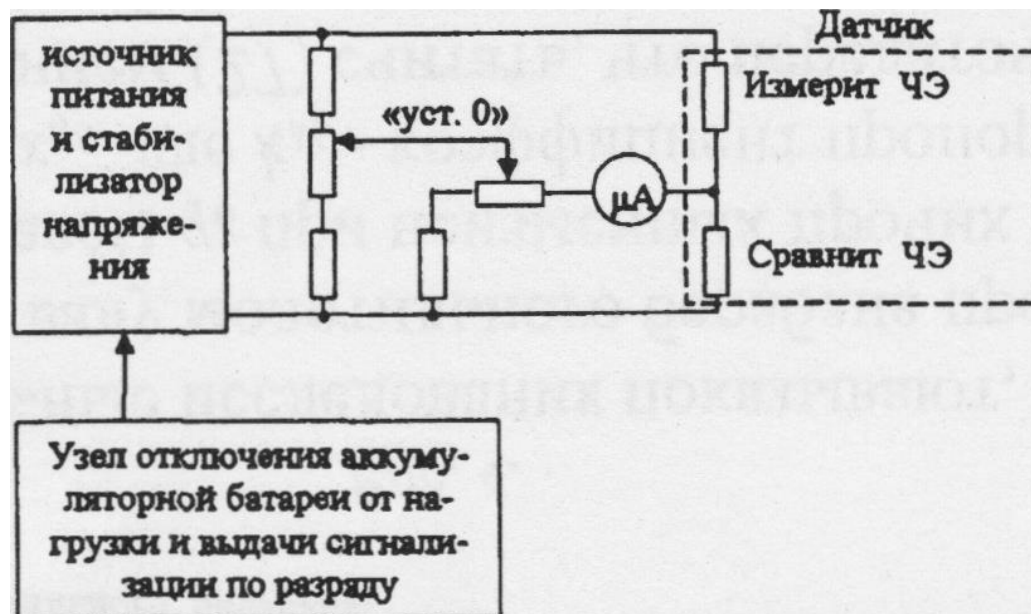 источник
питания
и стаби-
лизатор
напряже-
ния
«уст. 0»
μA
Датчик
Измерит ЧЭ
Сравнит ЧЭ
Узел отключения аккуму-
ляторной батареи от на-
грузки и выдачи сигнали-
зации по разряду